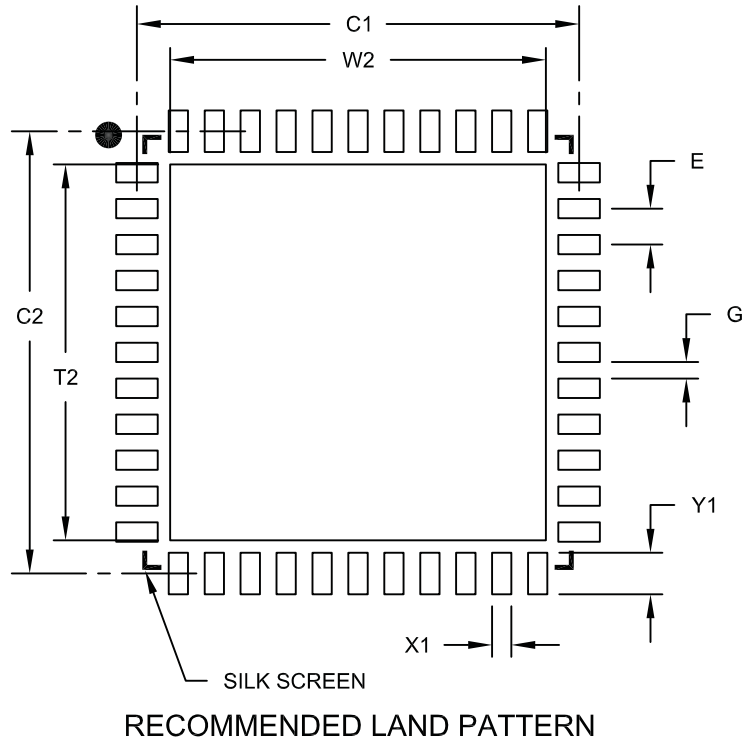 C1
W2
E
G
C2
T2
Y1
X1
SILK SCREEN
RECOMMENDED LAND PATTERN